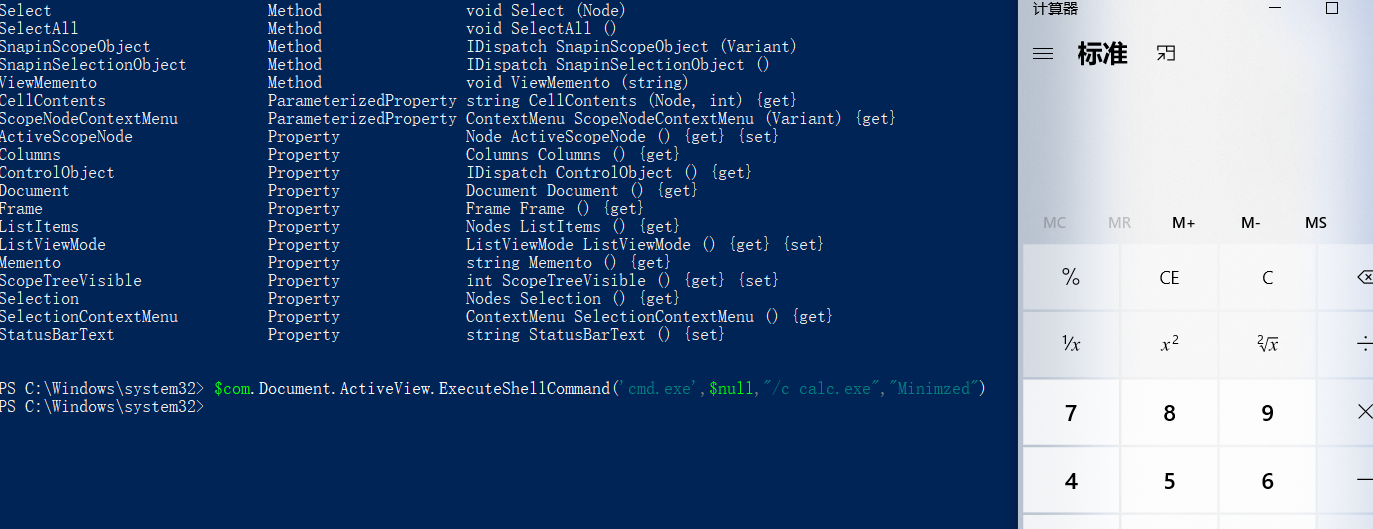 Select Method void Select (Node)
SelectAll Method void SelectAll ()
SnapinScopeObject Method IDispatch SnapinScopeObject (Variant)
SnapinSelectionObject Method IDispatch SnapinSelectionObject ()
ViewMemento Method void ViewMemento (string)
CellContents ParameterizedProperty string CellContents (Node, int) {get}
ScopeNodeContextMenu ParameterizedProperty ContextMenu ScopeNodeContextMenu (Variant) {get}
ActiveScopeNode Property Node ActiveScopeNode () {get} {set}
Columns Property Columns Columns () {get}
ControlObject Property IDispatch ControlObject () {get}
Document Property Document Document () {get}
Frame Property Frame Frame () {get}
ListItems Property Nodes ListItems () {get}
ListViewMode Property ListViewMode ListViewMode () {get} {set}
Memento Property string Memento () {get}
ScopeTreeVisible Property int ScopeTreeVisible () {get} {set}
Selection Property Nodes Selection () {get}
SelectionContextMenu Property ContextMenu SelectionContextMenu () {get}
StatusBarText Property string StatusBarText () {set}
PS C:\Windows\system32> $com.Document.ActiveView.ExecuteShellCommand('cmd.exe',$null,"/c calc.exe","Minimzed")
PS C:\Windows\system32>
计算器
标准
MC MR M+ M- MS
% CE C
¹/x x² ²√x ÷
7 8 9 ×
4 5 6 −